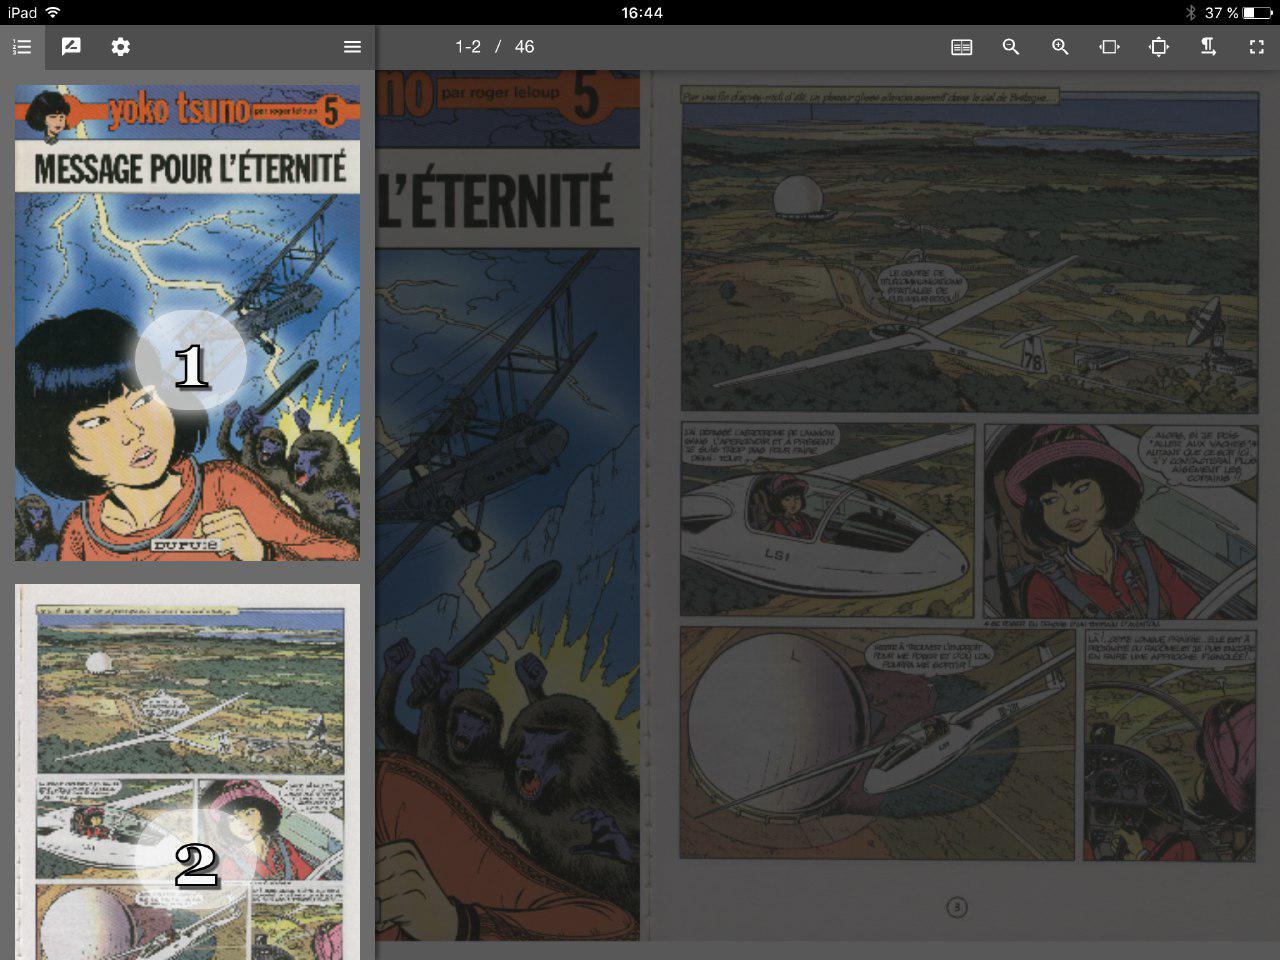 iPad
16:44
37 %
1-2 / 46
yoko tsuno par roger leloup 5
MESSAGE POUR L'ÉTERNITÉ
1
DUPUIS
2
no par roger leloup 5
L'ÉTERNITÉ
Par une fin d'après-midi d'été, un planeur glisse silencieusement dans le ciel de Bretagne...
LE CENTRE DE
TÉLÉCOMMUNICATIONS
SPATIALES DE
PLEUMEUR-BODOU!!
78
J'AI DÉPASSÉ L'AÉRODROME DE LANNION
SANS L'APERCEVOIR ET À PRÉSENT,
JE SUIS TROP BAS POUR FAIRE
DEMI-TOUR...
LS1
...ALORS, SI JE DOIS
"ALLER AUX VACHES"*
AUTANT QUE CE SOIT ICI...
J'Y CONTACTERAI PLUS
AISÉMENT LES
COPAINS!!
* SE POSER EN DEHORS D'UN TERRAIN D'AVIATION.
RESTE À TROUVER L'ENDROIT
POUR ME POSER ET D'OÙ L'ON
POURRA ME SORTIR!...
LÀ!...CETTE LONGUE PRAIRIE...ELLE EST À
PROXIMITÉ DU RADÔME ET JE PUIS ENCORE
EN FAIRE UNE APPROCHE FIGNOLÉE!...
3